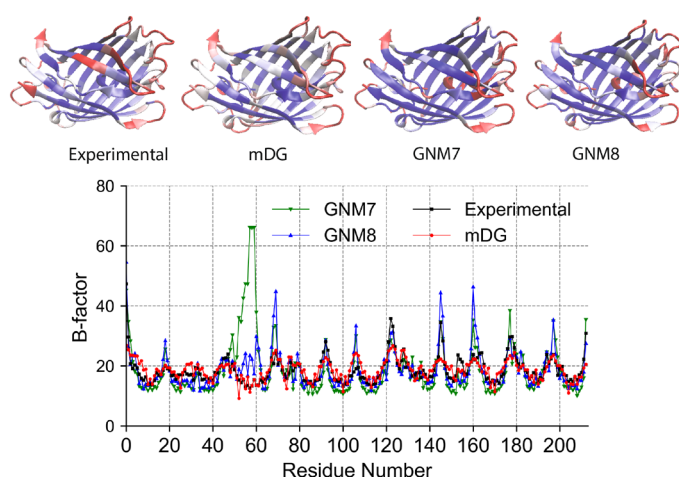 Experimental mDG GNM7 GNM8
80
GNM7 Experimental
GNM8 mDG
60
40
20
0
B-factor
0 20 40 60 80 100 120 140 160 180 200
Residue Number